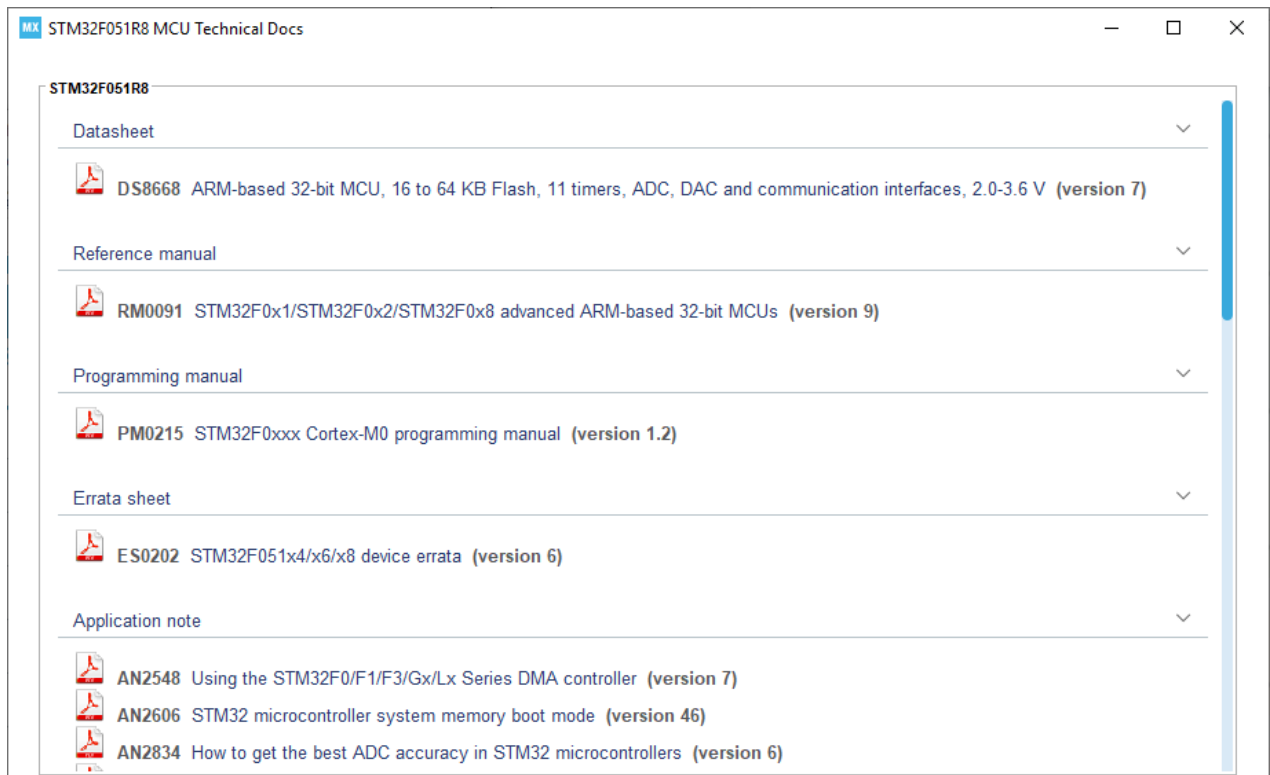 MX STM32F051R8 MCU Technical Docs
STM32F051R8
Datasheet
DS8668 ARM-based 32-bit MCU, 16 to 64 KB Flash, 11 timers, ADC, DAC and communication interfaces, 2.0-3.6 V (version 7)
Reference manual
RM0091 STM32F0x1/STM32F0x2/STM32F0x8 advanced ARM-based 32-bit MCUs (version 9)
Programming manual
PM0215 STM32F0xxx Cortex-M0 programming manual (version 1.2)
Errata sheet
ES0202 STM32F051x4/x6/x8 device errata (version 6)
Application note
AN2548 Using the STM32F0/F1/F3/Gx/Lx Series DMA controller (version 7)
AN2606 STM32 microcontroller system memory boot mode (version 46)
AN2834 How to get the best ADC accuracy in STM32 microcontrollers (version 6)